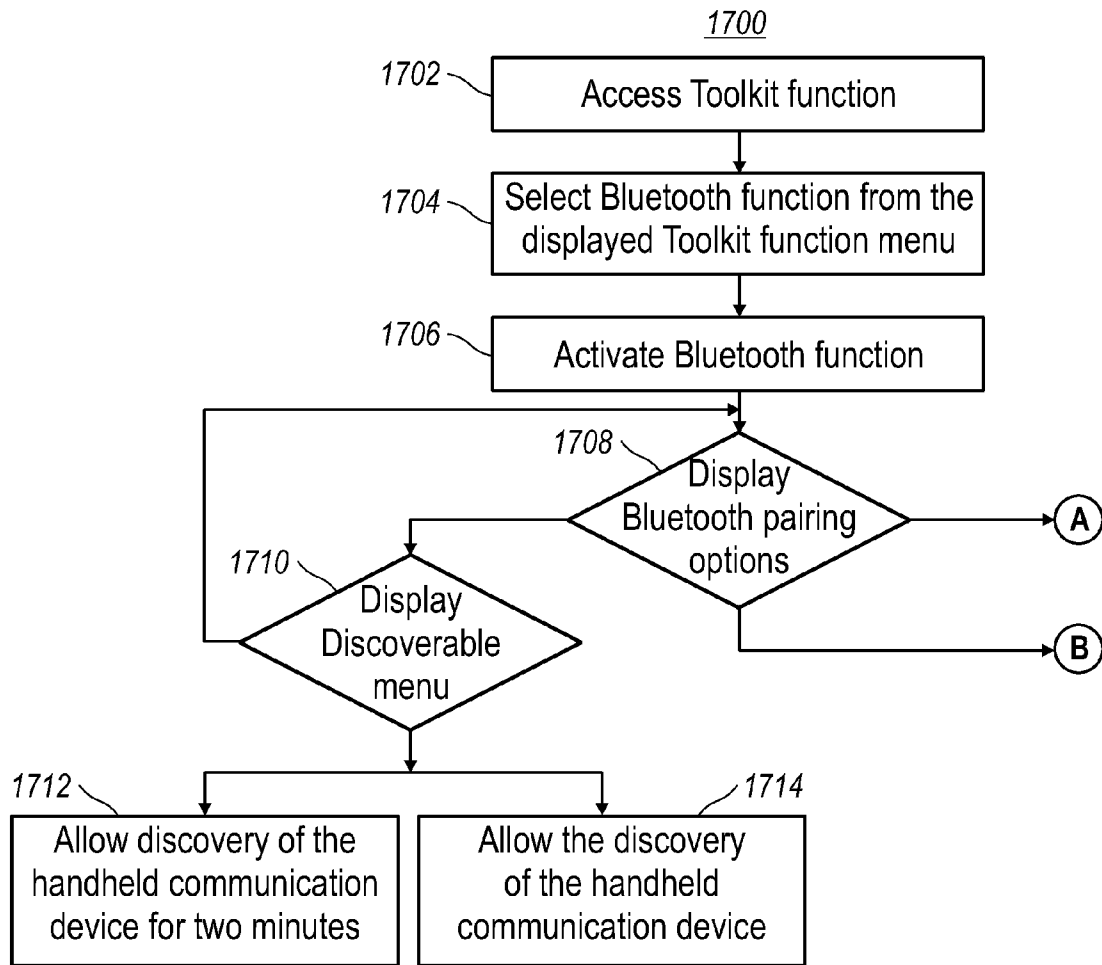 1700
1702
Access Toolkit function
1704
Select Bluetooth function from the
displayed Toolkit function menu
1706
Activate Bluetooth function
1708
Display
Bluetooth pairing
options
A
1710
Display
Discoverable
menu
B
1712
Allow discovery of the
handheld communication
device for two minutes
1714
Allow the discovery
of the handheld
communication device